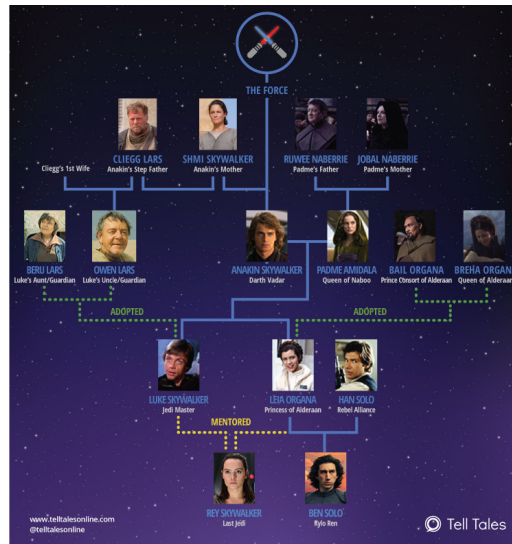 THE FORCE
CLIEGG LARS
Anakin's Step Father
SHMI SKYWALKER
Anakin's Mother
RUWEE NABERRIE
Padme's Father
JOBAL NABERRIE
Padme's Mother
Cliegg's 1st Wife
BERU LARS
Luke's Aunt/Guardian
OWEN LARS
Luke's Uncle/Guardian
ANAKIN SKYWALKER
Darth Vadar
PADME AMIDALA
Queen of Naboo
BAIL ORGANA
Prince Consort of Alderaan
BREHA ORGAN
Queen of Alderaan
ADOPTED
ADOPTED
LUKE SKYWALKER
Jedi Master
LEIA ORGANA
Princess of Alderaan
HAN SOLO
Rebel Alliance
MENTORED
REY SKYWALKER
Last Jedi
BEN SOLO
Kylo Ren
www.telltalesonline.com
@telltalesonline
Tell Tales